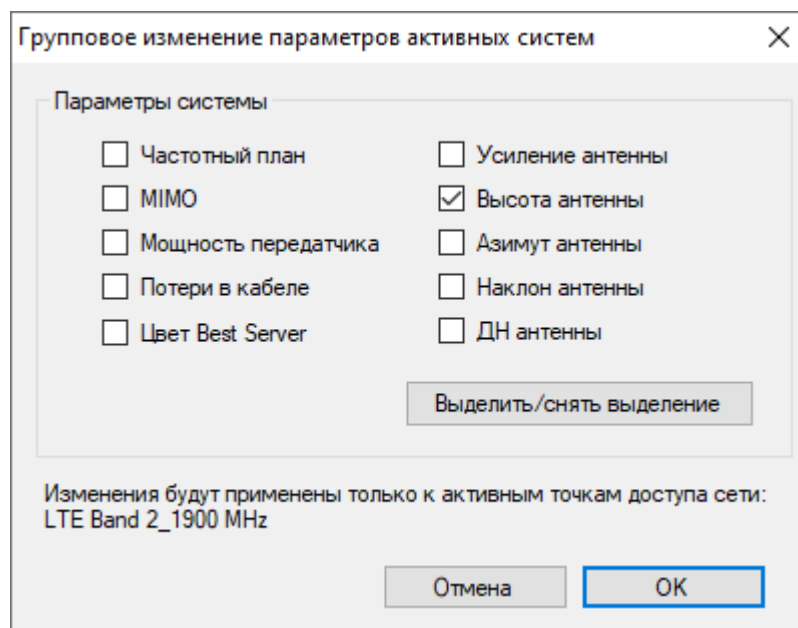 Групповое изменение параметров активных систем
Параметры системы
Частотный план
Усиление антенны
MIMO
Высота антенны
Мощность передатчика
Азимут антенны
Потери в кабеле
Наклон антенны
Цвет Best Server
ДН антенны
Выделить/снять выделение
Изменения будут применены только к активным точкам доступа сети:
LTE Band 2_1900 MHz
Отмена
OK